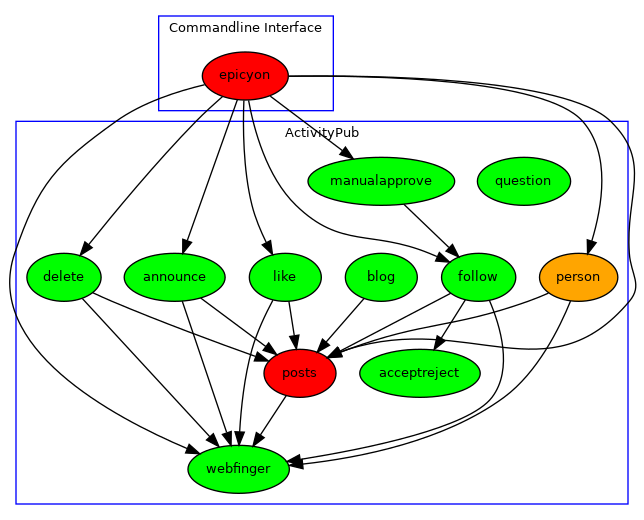 Commandline Interface
epicyon
ActivityPub
manualapprove
question
delete
announce
like
blog
follow
person
posts
acceptreject
webfinger